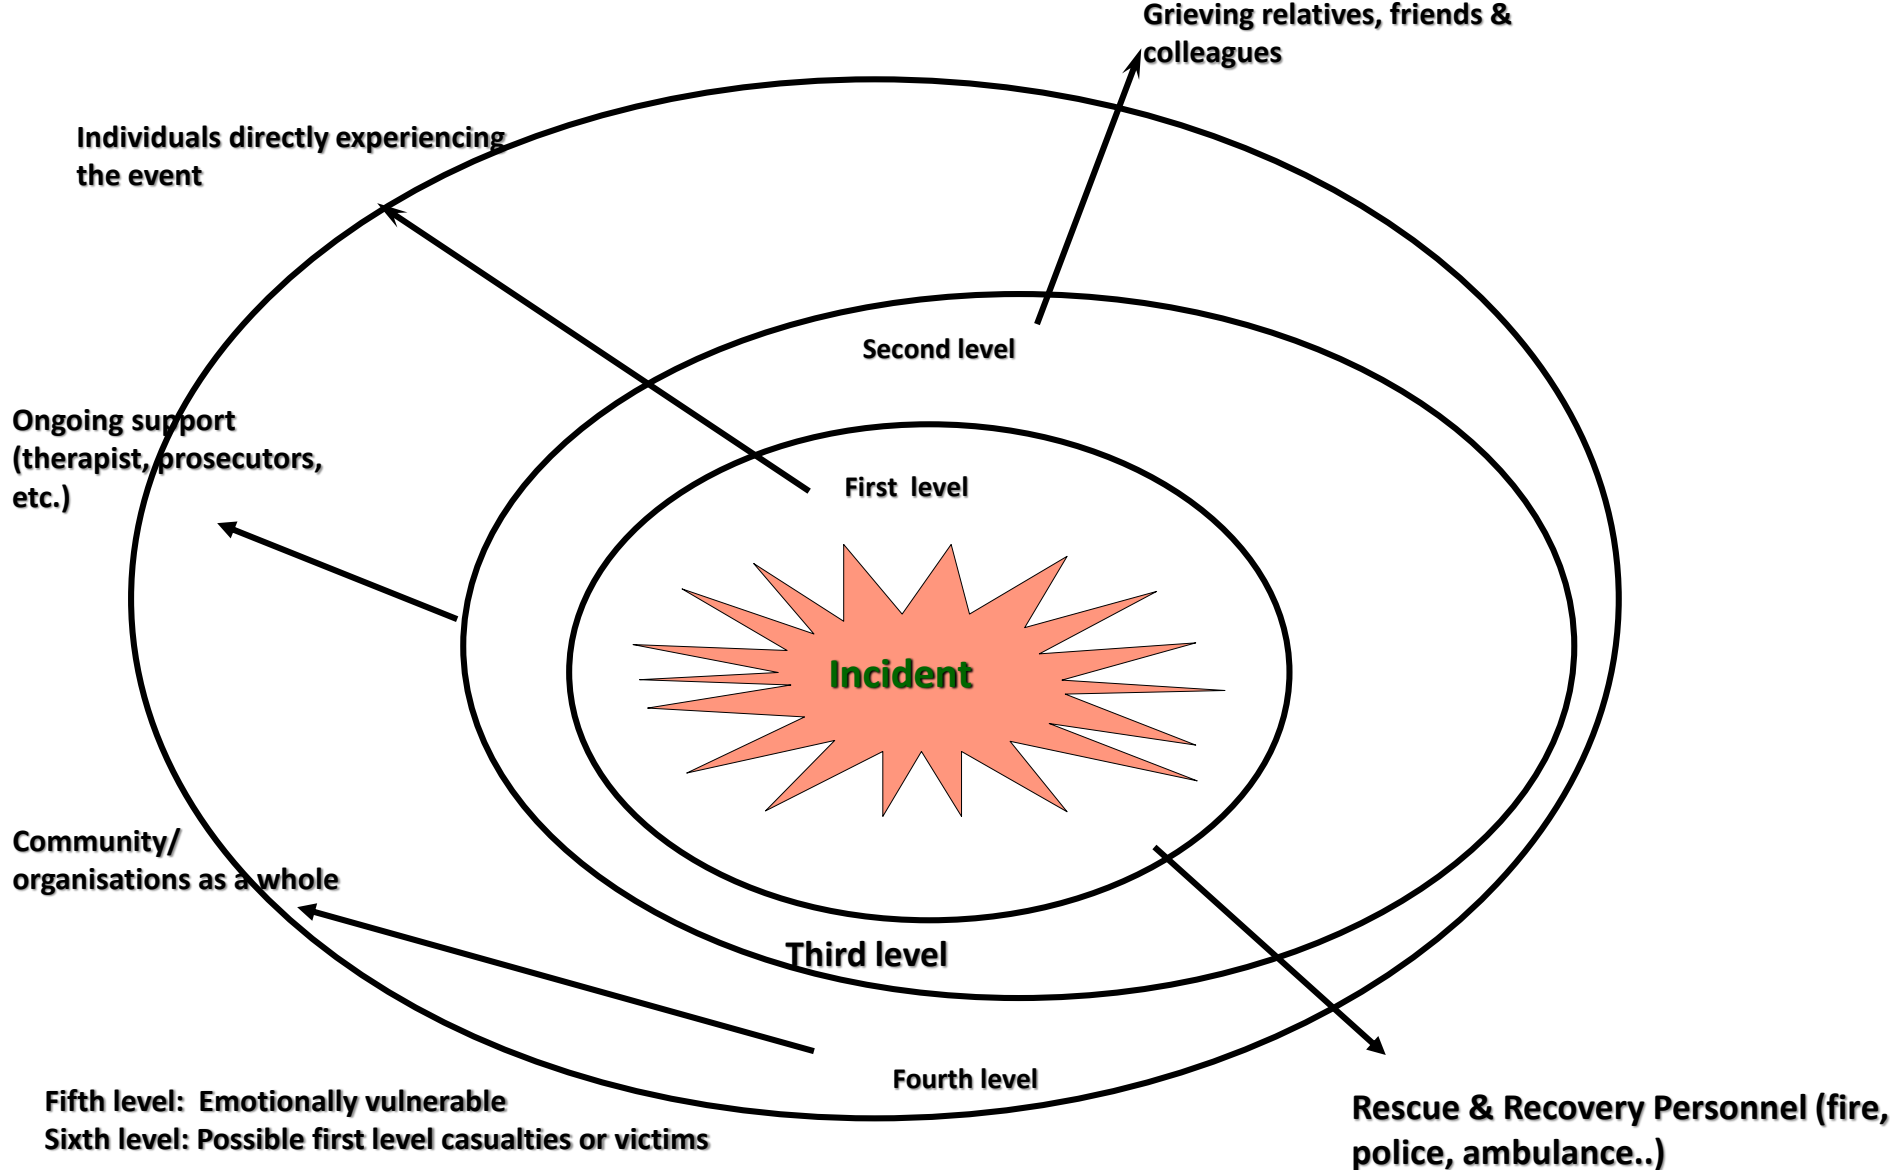 Grieving relatives, friends &
colleagues
Individuals directly experiencing
the event
Second level
Ongoing support
(therapist, prosecutors,
etc.)
First  level
Incident
Community/
organisations as a whole
Third level
Fourth level
Fifth level:  Emotionally vulnerable
Sixth level: Possible first level casualties or victims
Rescue & Recovery Personnel (fire,
police, ambulance..)